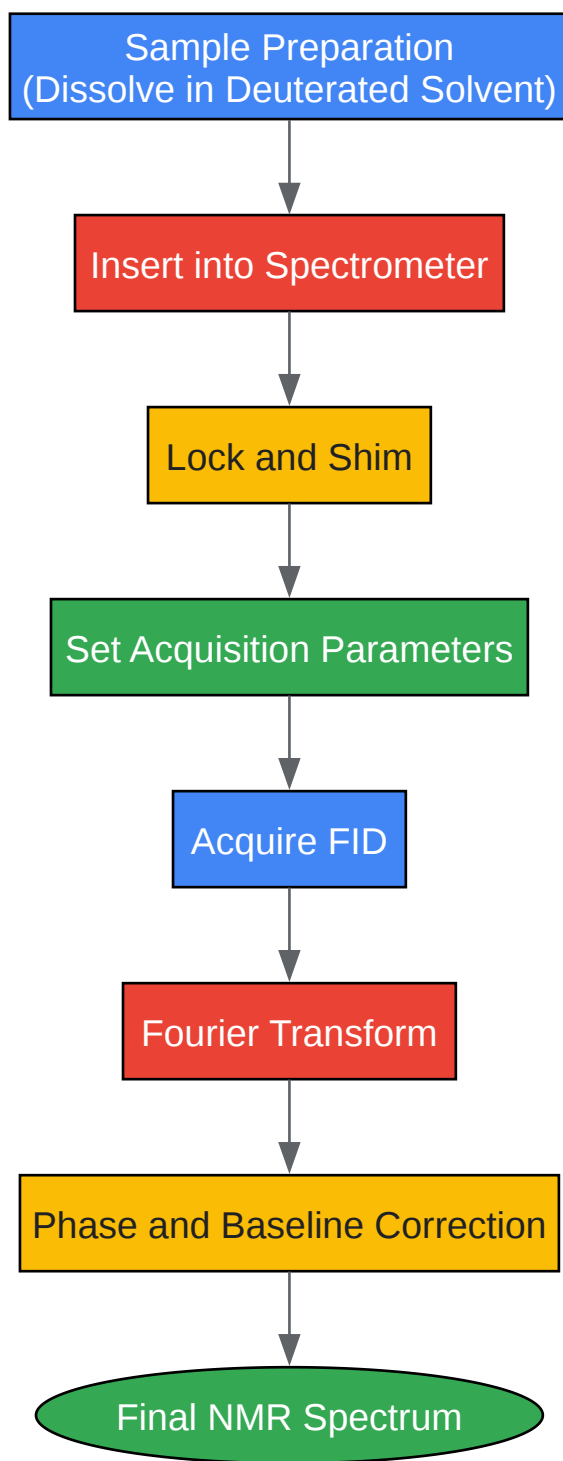 Sample Preparation
(Dissolve in Deuterated Solvent)
Insert into Spectrometer
Lock and Shim
Set Acquisition Parameters
Acquire FID
Fourier Transform
Phase and Baseline Correction
Final NMR Spectrum